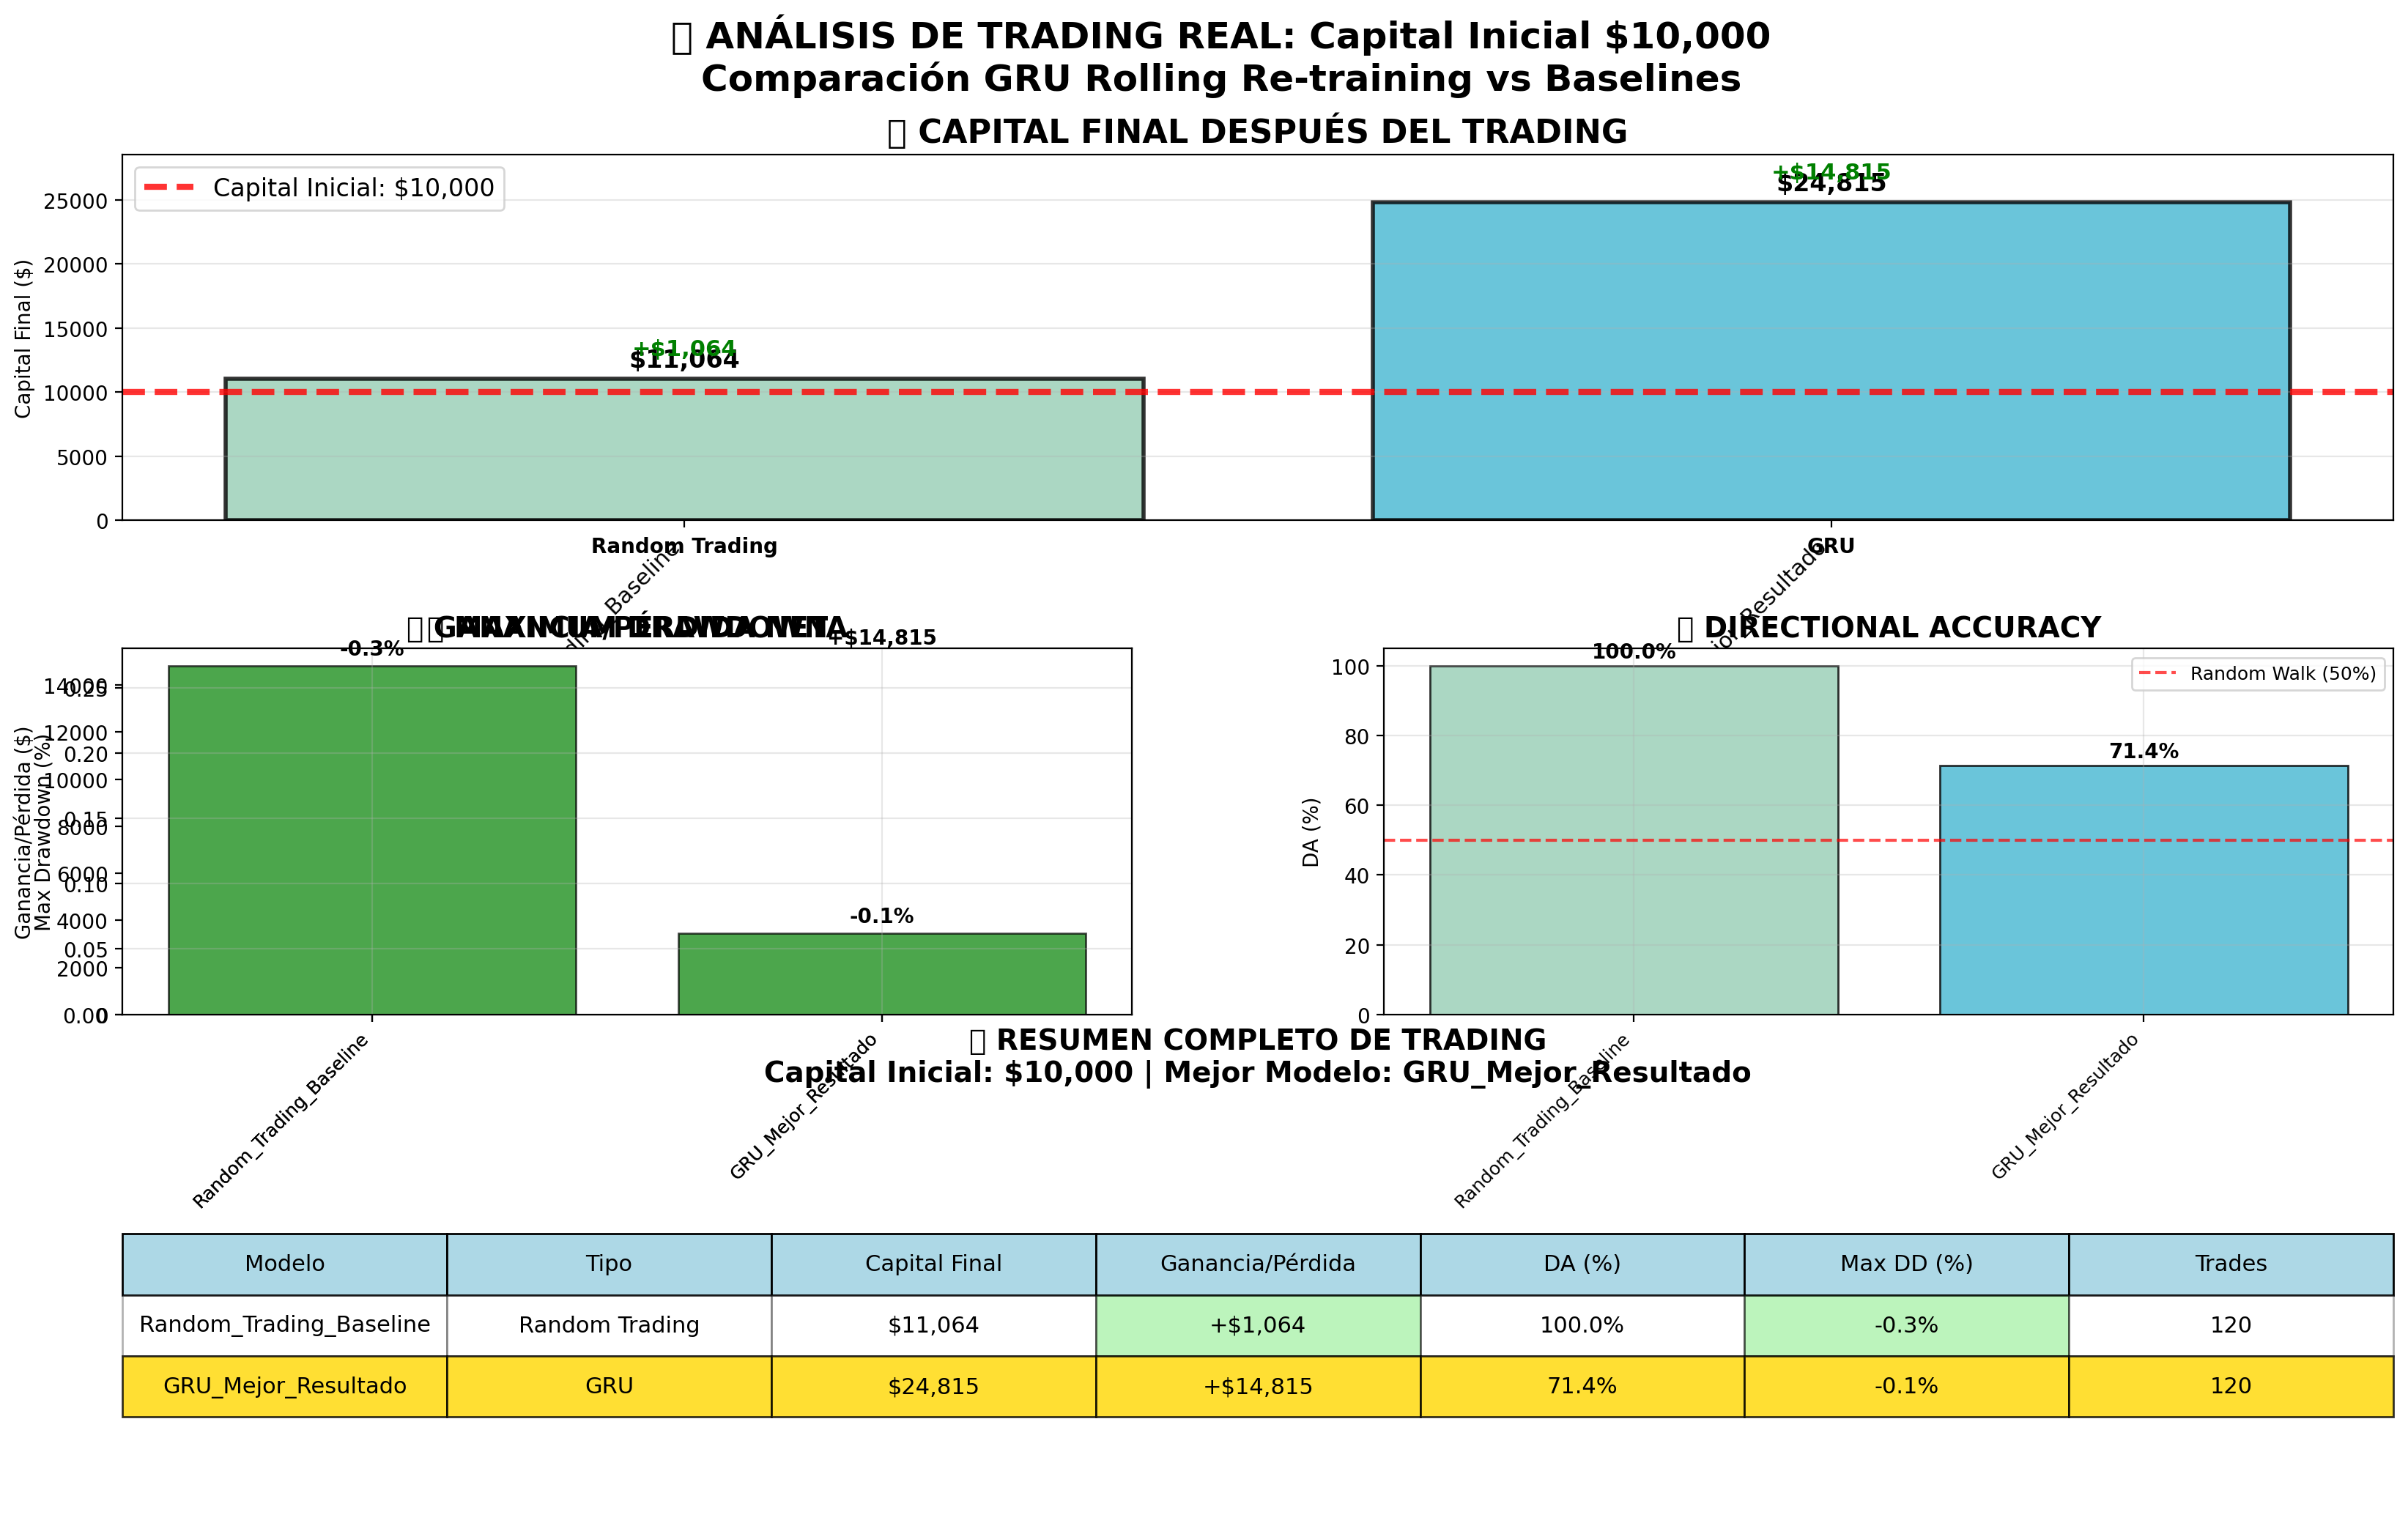 ANÁLISIS DE TRADING REAL: Capital Inicial $10,000
Comparación GRU Rolling Re-training vs Baselines
CAPITAL FINAL DESPUÉS DEL TRADING
Capital Final ($)
25000
20000
15000
10000
5000
0
Capital Inicial: $10,000
+$1,064
$11,064
+$14,815
$24,815
Random Trading
GRU
Baseline
Resultado
+$14,815
Ganancia/Pérdida ($)
Max Drawdown (%)
14000
12000
10000
8000
6000
4000
2000
0
0.25
0.20
0.15
0.10
0.05
0.00
-0.3%
-0.1%
Random_Trading_Baseline
GRU_Mejor_Resultado
DIRECTIONAL ACCURACY
DA (%)
100
80
60
40
20
0
Random Walk (50%)
100.0%
71.4%
Random_Trading_Baseline
GRU_Mejor_Resultado
RESUMEN COMPLETO DE TRADING
Capital Inicial: $10,000 | Mejor Modelo: GRU_Mejor_Resultado
Modelo Tipo Capital Final Ganancia/Pérdida DA (%) Max DD (%) Trades
Random_Trading_Baseline Random Trading $11,064 +$1,064 100.0% -0.3% 120
GRU_Mejor_Resultado GRU $24,815 +$14,815 71.4% -0.1% 120